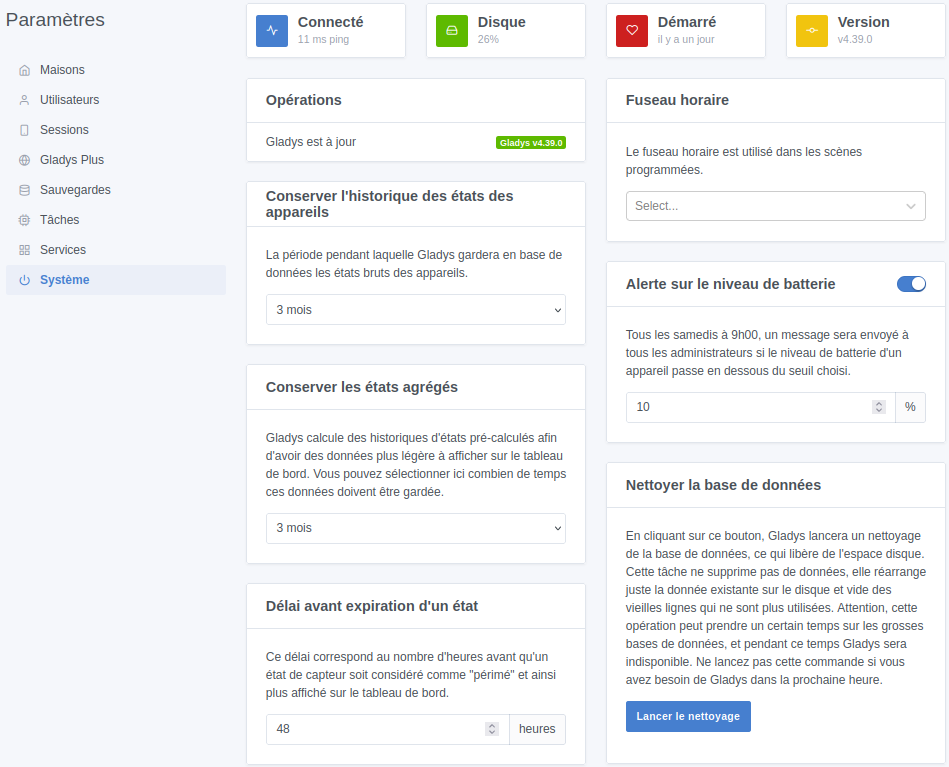 Paramètres
Maisons
Utilisateurs
Sessions
Gladys Plus
Sauvegardes
Tâches
Services
Système
Connecté
11 ms ping
Disque
26%
Démarré
il y a un jour
Version
v4.39.0
Opérations
Gladys est à jour
Gladys v4.39.0
Conserver l'historique des états des
appareils
La période pendant laquelle Gladys gardera en base de
données les états bruts des appareils.
3 mois
Conserver les états agrégés
Gladys calcule des historiques d'états pré-calculés afin
d'avoir des données plus légère à afficher sur le tableau
de bord. Vous pouvez sélectionner ici combien de temps
ces données doivent être gardée.
3 mois
Délai avant expiration d'un état
Ce délai correspond au nombre d'heures avant qu'un
état de capteur soit considéré comme "périmé" et ainsi
plus affiché sur le tableau de bord.
48
heures
Fuseau horaire
Le fuseau horaire est utilisé dans les scènes
programmées.
Select...
Alerte sur le niveau de batterie
Tous les samedis à 9h00, un message sera envoyé à
tous les administrateurs si le niveau de batterie d'un
appareil passe en dessous du seuil choisi.
10
%
Nettoyer la base de données
En cliquant sur ce bouton, Gladys lancera un nettoyage
de la base de données, ce qui libère de l'espace disque.
Cette tâche ne supprime pas de données, elle réarrange
juste la donnée existante sur le disque et vide des
vieilles lignes qui ne sont plus utilisées. Attention, cette
opération peut prendre un certain temps sur les grosses
bases de données, et pendant ce temps Gladys sera
indisponible. Ne lancez pas cette commande si vous
avez besoin de Gladys dans la prochaine heure.
Lancer le nettoyage